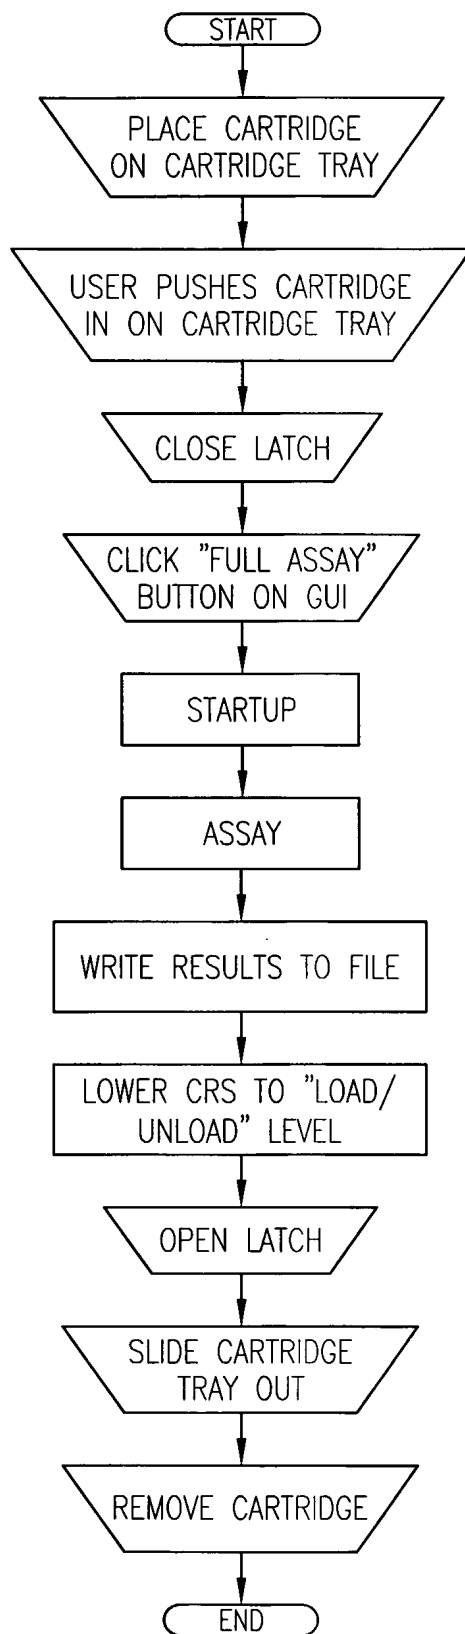 START
PLACE CARTRIDGE
ON CARTRIDGE TRAY
USER PUSHES CARTRIDGE
IN ON CARTRIDGE TRAY
CLOSE LATCH
CLICK "FULL ASSAY"
BUTTON ON GUI
STARTUP
ASSAY
WRITE RESULTS TO FILE
LOWER CRS TO "LOAD/
UNLOAD" LEVEL
OPEN LATCH
SLIDE CARTRIDGE
TRAY OUT
REMOVE CARTRIDGE
END